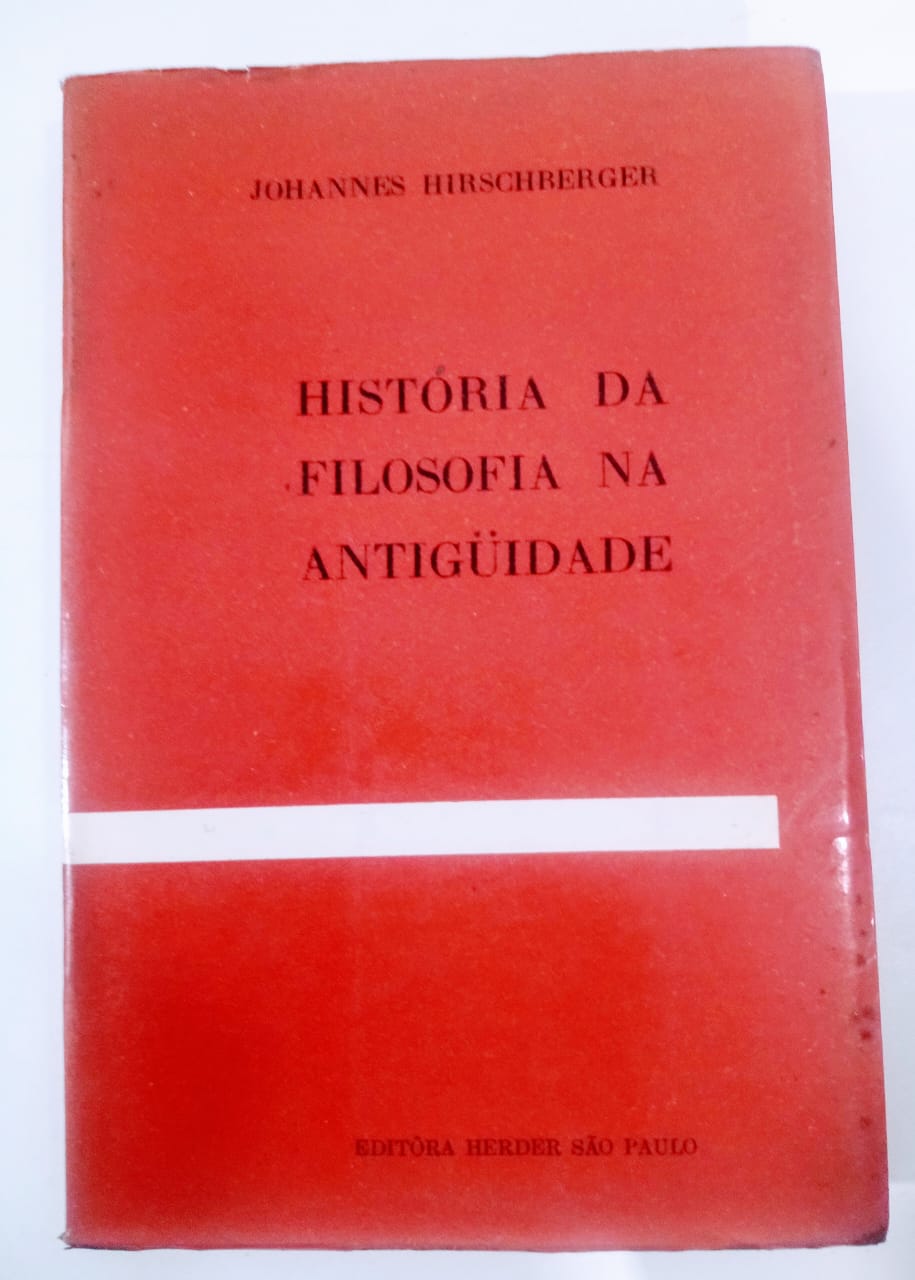 JOHANNES HIRSCHBERGER
HISTÓRIA DA
FILOSOFIA NA
ANTIGÜIDADE
EDITÔRA HERDER SÃO PAULO